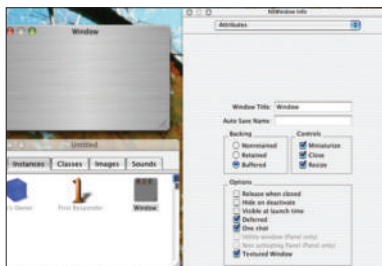 Window
NSWindow Info
Attributes
Window Title: Window
Auto Save Name:
Backing
Nonretained
Retained
Buffered
Controls
Miniaturize
Close
Resize
Options
Release when closed
Hide on deactivate
Visible at launch time
Deferred
One shot
Utility window (Panel only)
Non activating Panel (Panel only)
Textured Window
Untitled
Instances Classes Images Sounds
Owner First Responder Window